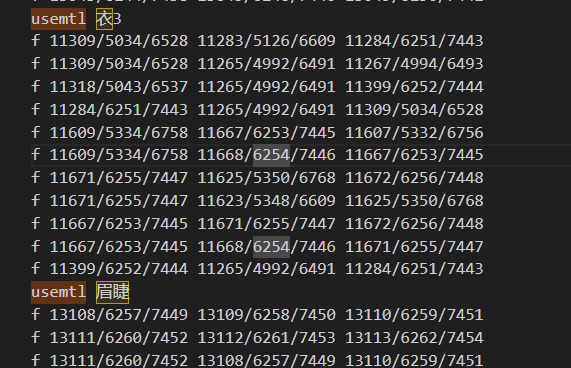 usemtl 衣3
f 11309/5034/6528 11283/5126/6609 11284/6251/7443
f 11309/5034/6528 11265/4992/6491 11267/4994/6493
f 11318/5043/6537 11265/4992/6491 11399/6252/7444
f 11284/6251/7443 11265/4992/6491 11309/5034/6528
f 11609/5334/6758 11667/6253/7445 11607/5332/6756
f 11609/5334/6758 11668/6254/7446 11667/6253/7445
f 11671/6255/7447 11625/5350/6768 11672/6256/7448
f 11671/6255/7447 11623/5348/6609 11625/5350/6768
f 11667/6253/7445 11671/6255/7447 11672/6256/7448
f 11667/6253/7445 11668/6254/7446 11671/6255/7447
f 11399/6252/7444 11265/4992/6491 11284/6251/7443
usemtl 眉睫
f 13108/6257/7449 13109/6258/7450 13110/6259/7451
f 13111/6260/7452 13112/6261/7453 13113/6262/7454
f 13111/6260/7452 13108/6257/7449 13110/6259/7451